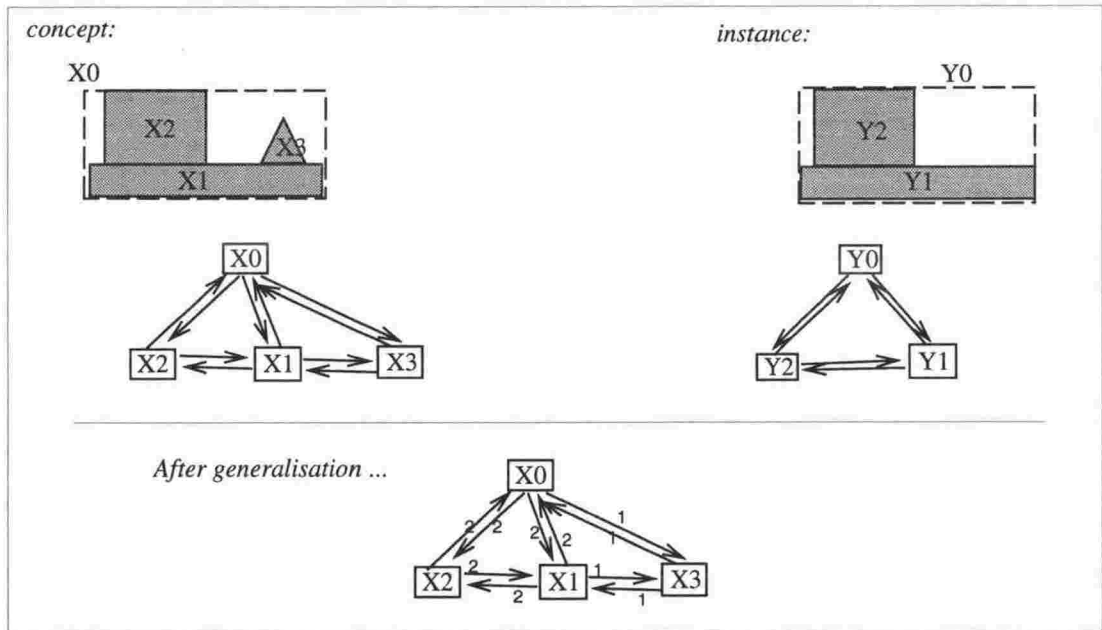 concept:
instance:
X0
Y0
X2
X3
X1
Y2
Y1
X0
X2
X1
X3
Y0
Y2
Y1
After generalisation ...
X0
1
2
2
2
2
1
X2
2
2
X1
1
1
X3